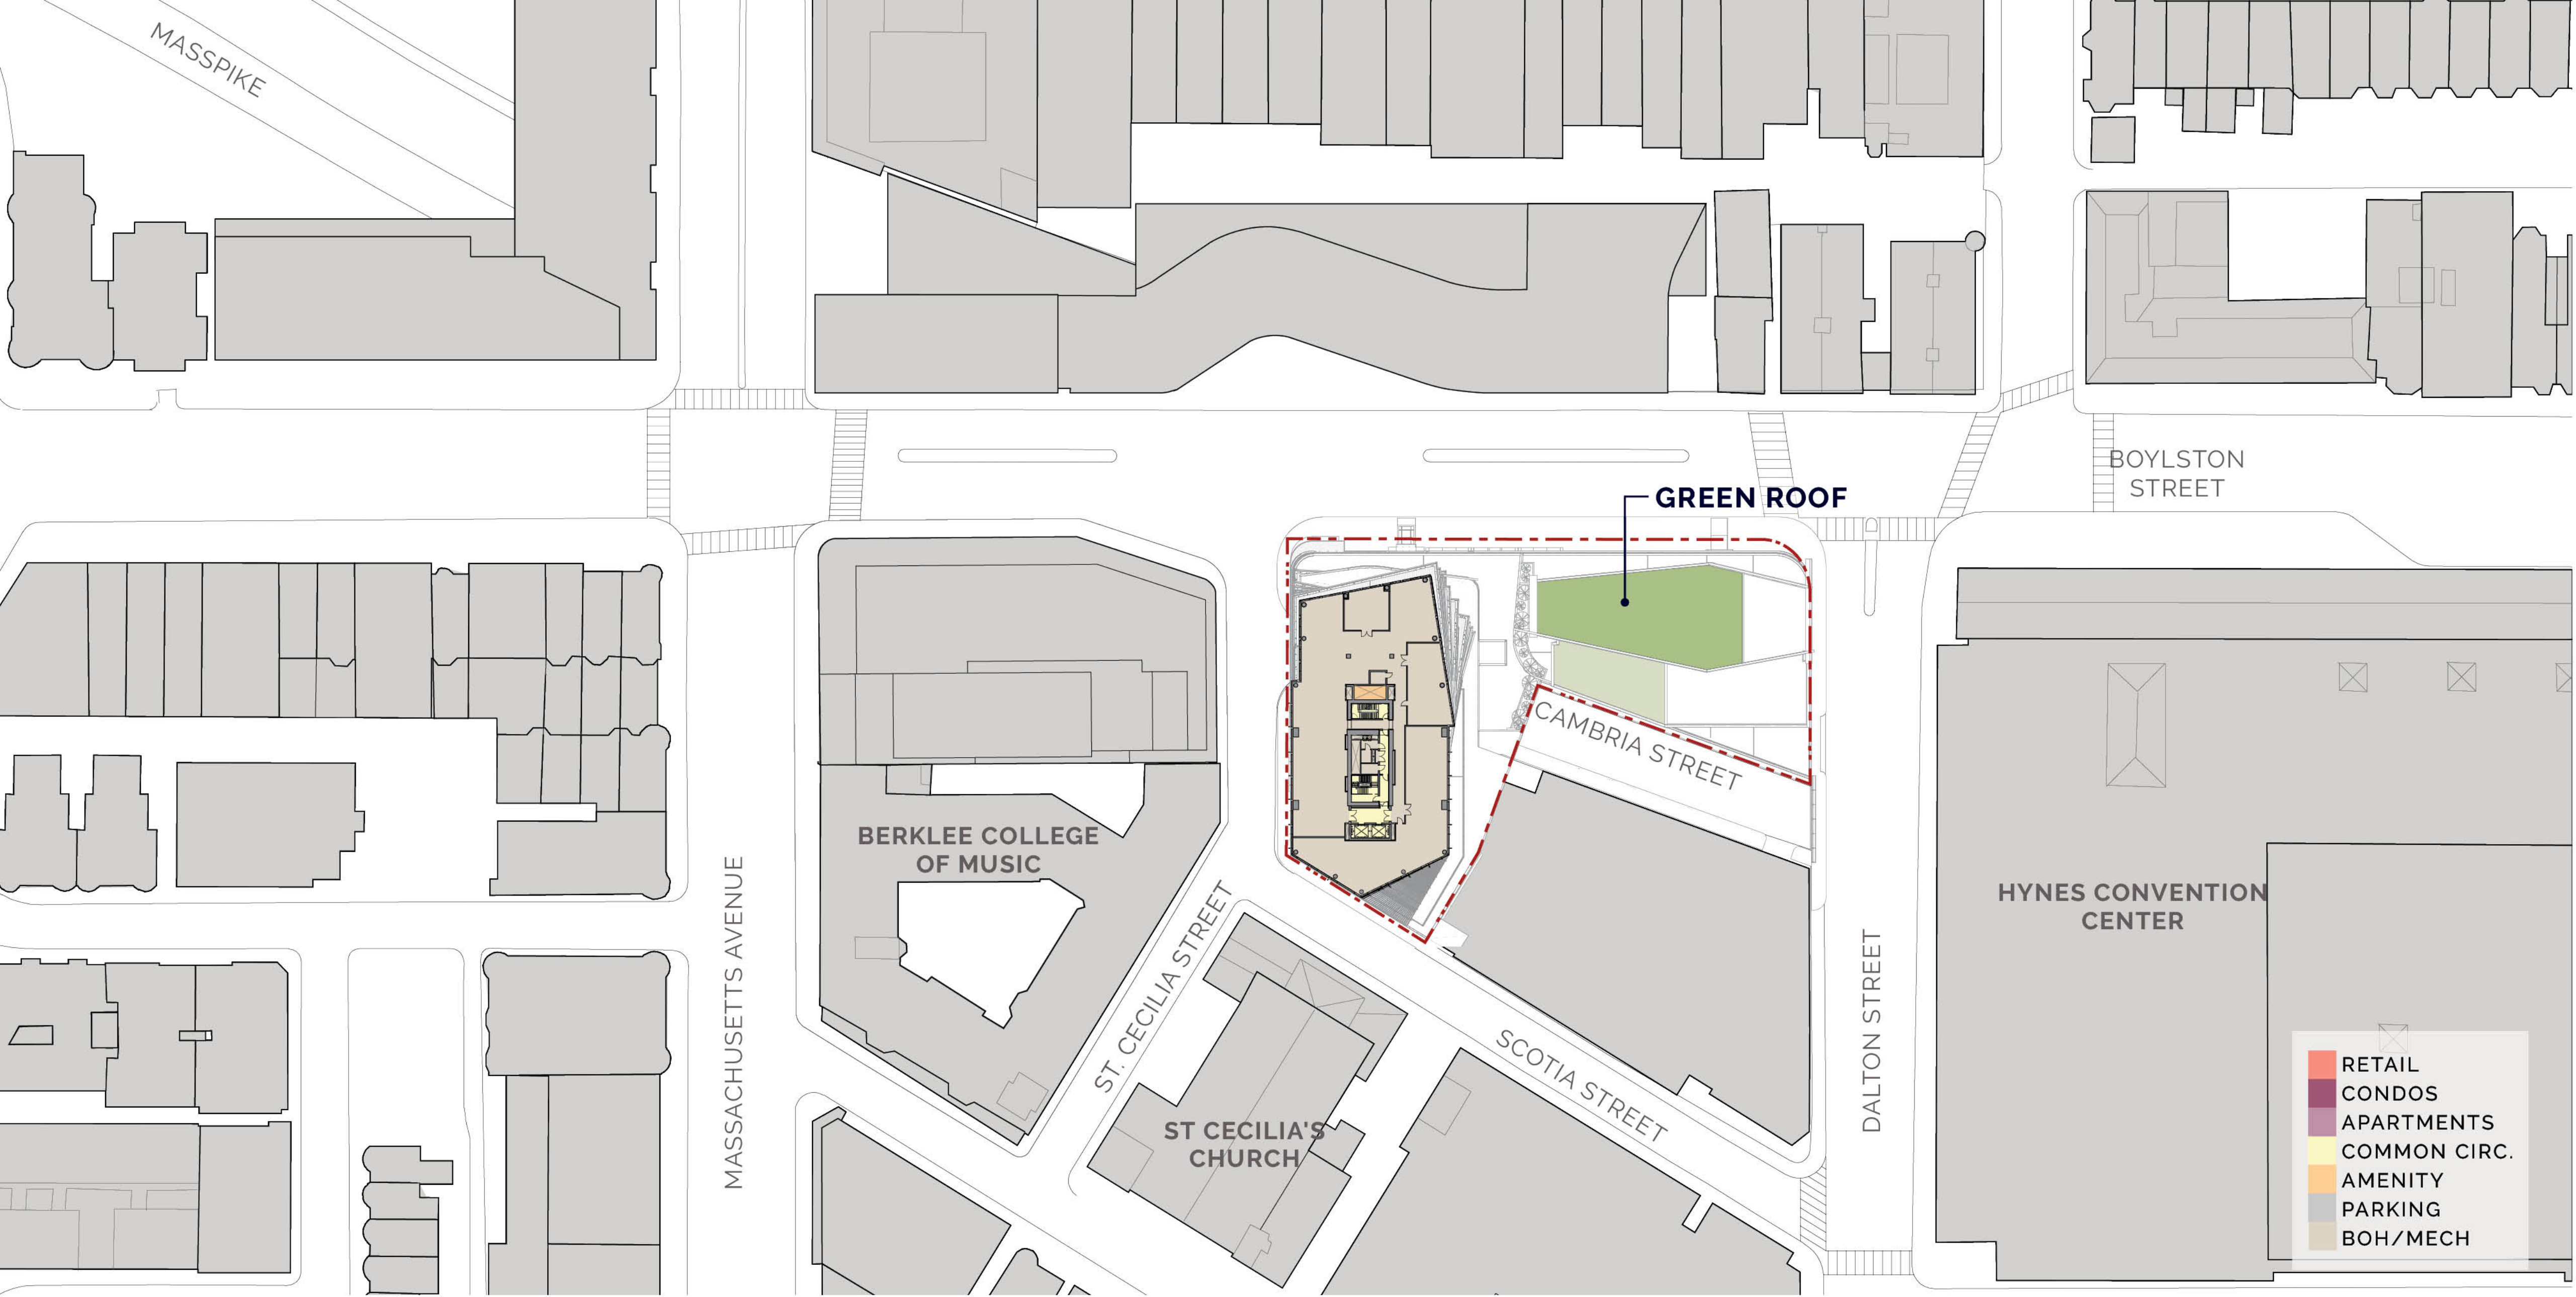 MASSPIKE
BOYLSTON
STREET
GREEN ROOF
CAMBRIA STREET
BERKLEE COLLEGE
OF MUSIC
MASSACHUSETTS AVENUE
ST. CECILIA STREET
HYNES CONVENTION
CENTER
DALTON STREET
SCOTIA STREET
ST CECILIA'S
CHURCH
RETAIL
CONDOS
APARTMENTS
COMMON CIRC.
AMENITY
PARKING
BOH/MECH